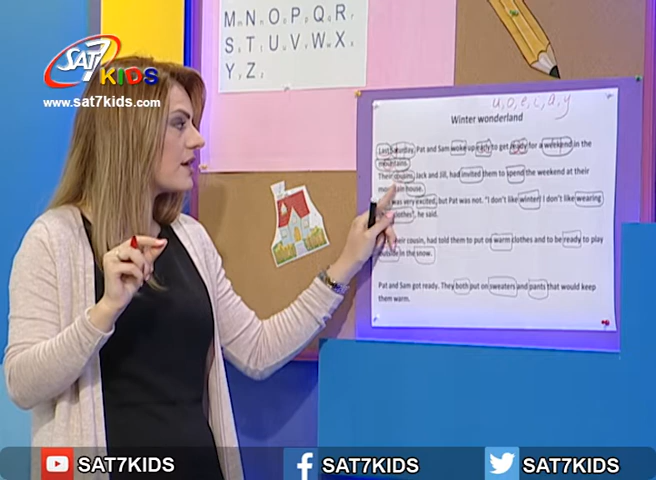 M N O P Q R
S T U V W X
Y Z
SAT7
KIDS
www.sat7kids.com
u, o, e, i, a, y
Winter wonderland
Last Saturday, Pat and Sam woke up ready to get ready for a weekend in the
mountains.
Their cousins, Jack and Jill, had invited them to spend the weekend at their
mountain house.
was very excited, but Pat was not. "I don't like winter! I don't like wearing
clothes", he said.
their cousin, had told them to put on warm clothes and to be ready to play
outside in the snow.
Pat and Sam got ready. They both put on sweaters and pants that would keep
them warm.
SAT7KIDS
SAT7KIDS
SAT7KIDS